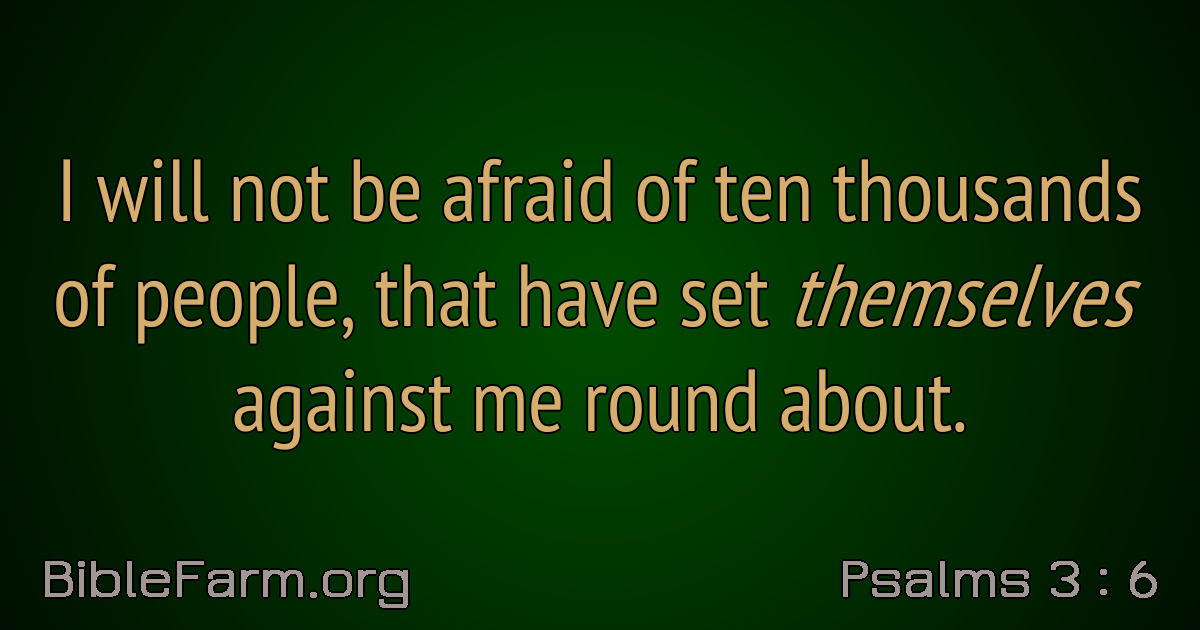 I will not be afraid of ten thousands
of people, that have set themselves
against me round about.
BibleFarm.org
Psalms 3 : 6